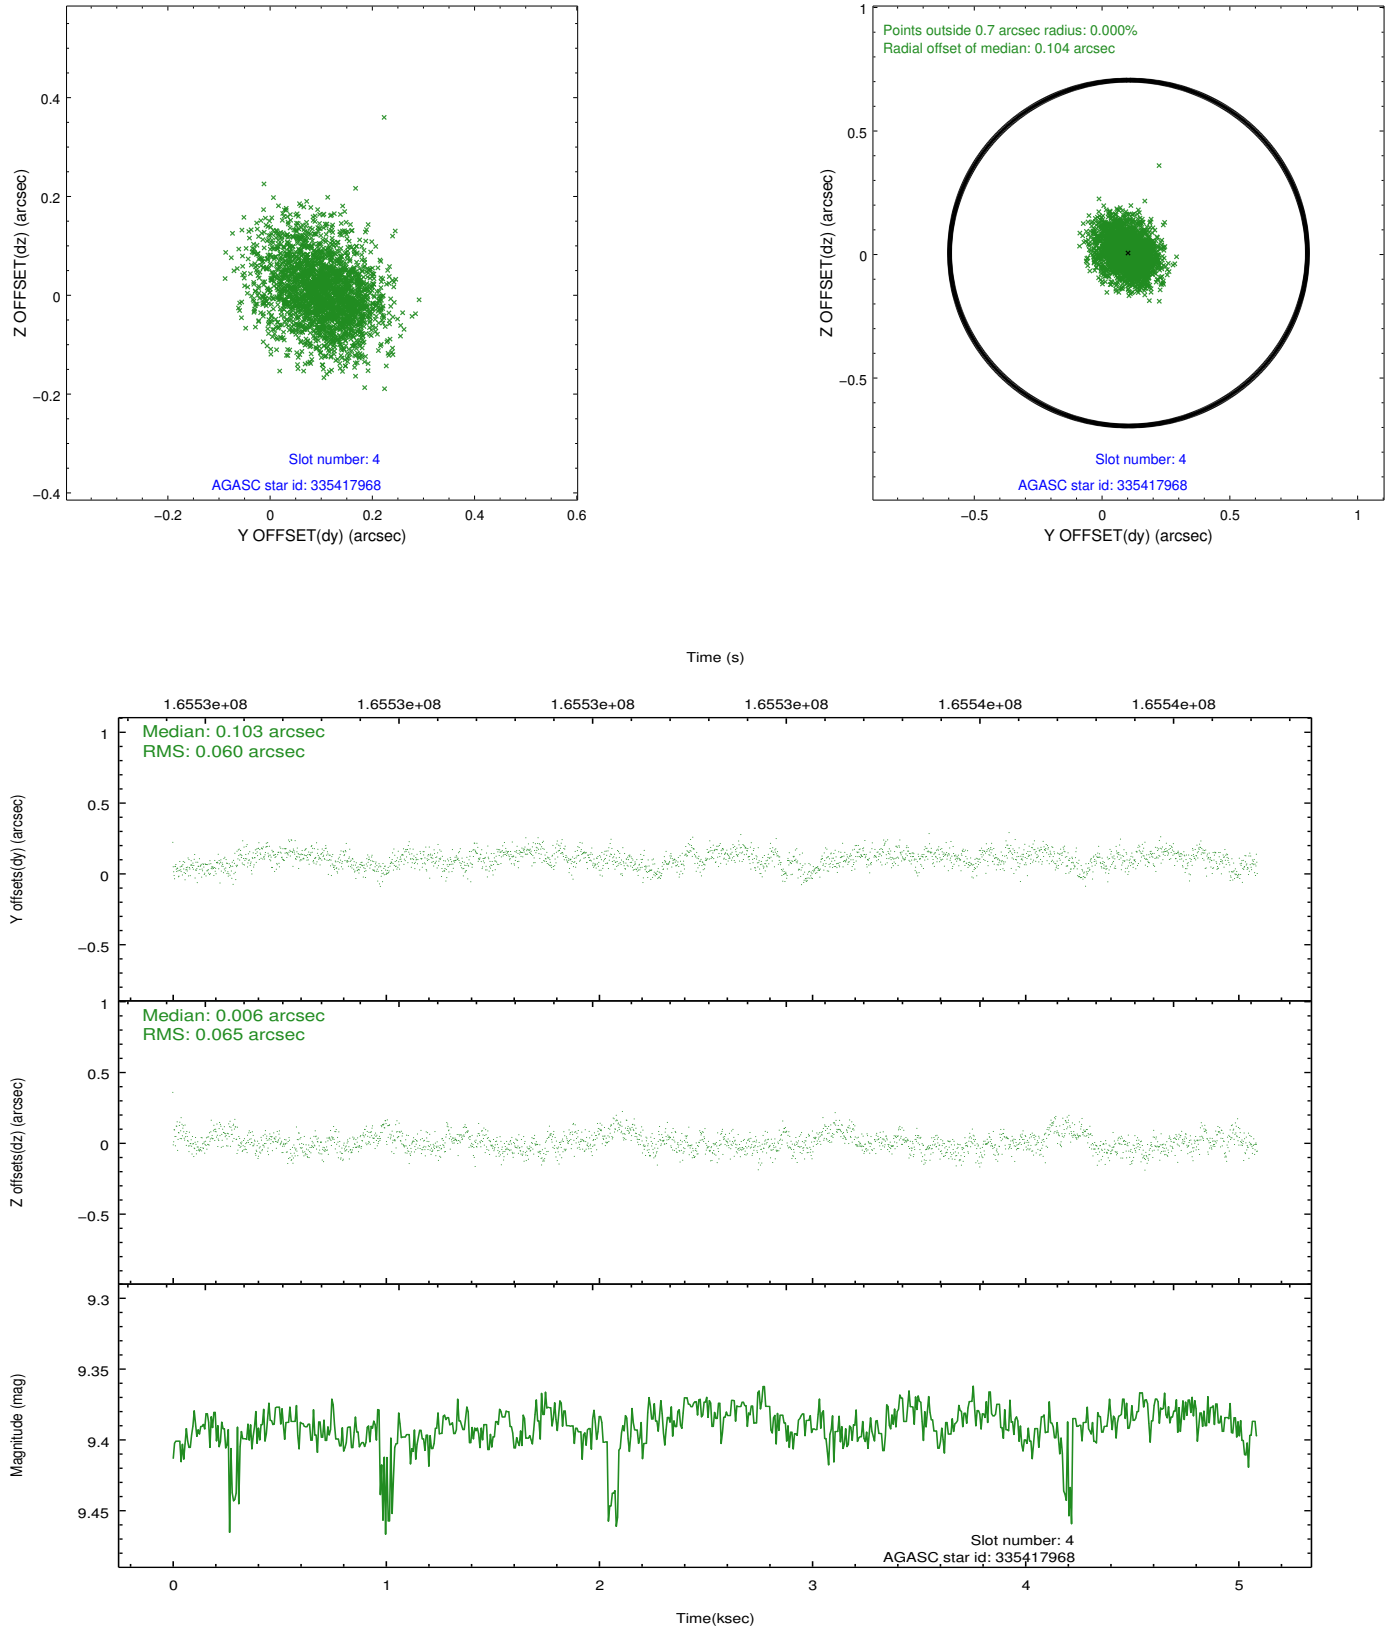 0.4
0.2
0
−0.2
−0.4
Z OFFSET(dz) (arcsec)
Slot number: 4
AGASC star id: 335417968
−0.2 0 0.2 0.4 0.6
Y OFFSET(dy) (arcsec)
Points outside 0.7 arcsec radius: 0.000%
Radial offset of median: 0.104 arcsec
1
0.5
0
−0.5
Z OFFSET(dz) (arcsec)
Slot number: 4
AGASC star id: 335417968
−0.5 0 0.5 1
Y OFFSET(dy) (arcsec)
Time (s)
1.6553e+08 1.6553e+08 1.6553e+08 1.6553e+08 1.6554e+08 1.6554e+08
Median: 0.103 arcsec
RMS: 0.060 arcsec
1
0.5
0
−0.5
Y offsets(dy) (arcsec)
Median: 0.006 arcsec
RMS: 0.065 arcsec
1
0.5
0
−0.5
Z offsets(dz) (arcsec)
9.3
9.35
9.4
9.45
Magnitude (mag)
Slot number: 4
AGASC star id: 335417968
0 1 2 3 4 5
Time(ksec)